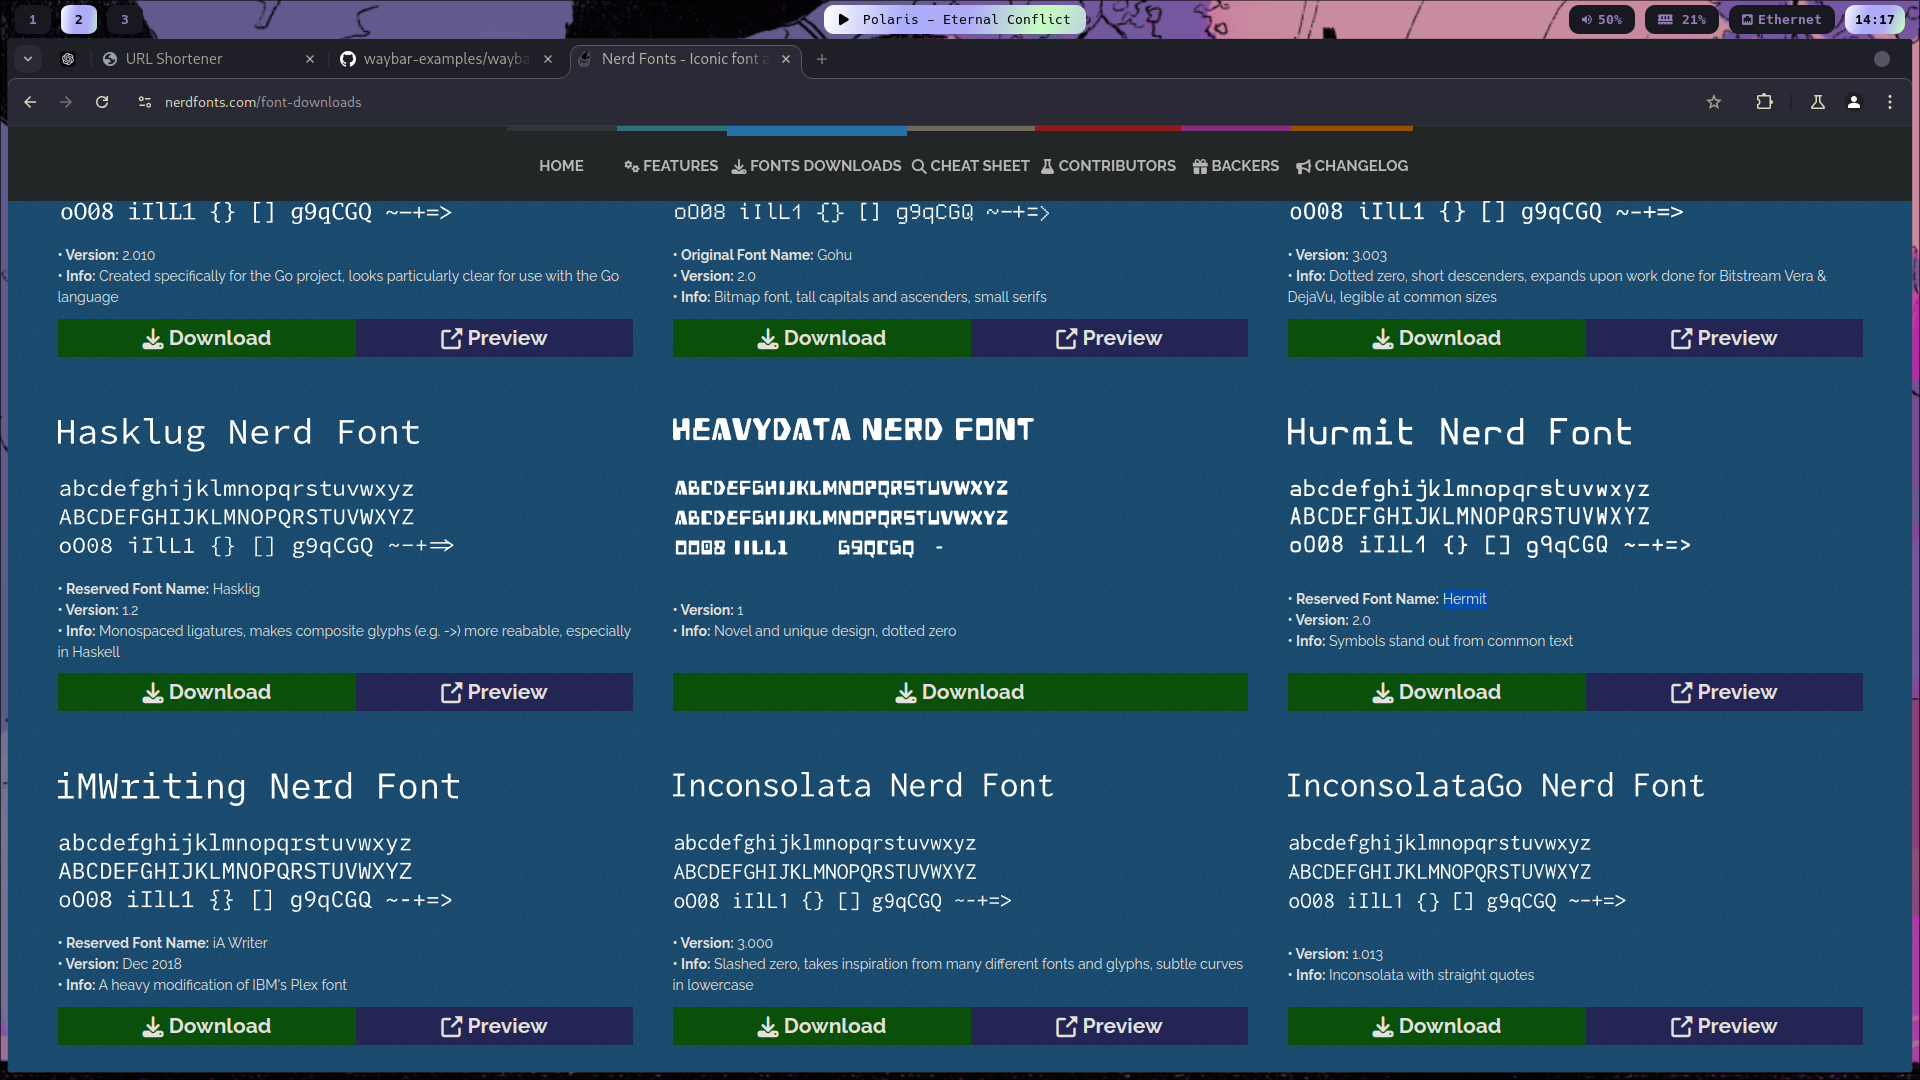 1 2 3
Polaris - Eternal Conflict
50% 21% Ethernet 14:17
URL Shortener
waybar-examples/wayba
Nerd Fonts - Iconic font a
nerdfonts.com/font-downloads
HOME FEATURES FONTS DOWNLOADS CHEAT SHEET CONTRIBUTORS BACKERS CHANGELOG
oO08 iIlL1 {} [] g9qCGQ ~-+=>
• Version: 2.010
• Info: Created specifically for the Go project, looks particularly clear for use with the Go
language
Download Preview
oO08 iIlL1 {} [] g9qCGQ ~-+=>
• Original Font Name: Gohu
• Version: 2.0
• Info: Bitmap font, tall capitals and ascenders, small serifs
Download Preview
oO08 iIlL1 {} [] g9qCGQ ~-+=>
• Version: 3.003
• Info: Dotted zero, short descenders, expands upon work done for Bitstream Vera &
DejaVu, legible at common sizes
Download Preview
Hasklug Nerd Font
abcdefghijklmnopqrstuvwxyz
ABCDEFGHIJKLMNOPQRSTUVWXYZ
oO08 iIlL1 {} [] g9qCGQ ~-+=>
• Reserved Font Name: Hasklig
• Version: 1.2
• Info: Monospaced ligatures, makes composite glyphs (e.g. ->) more reabable, especially
in Haskell
Download Preview
HEAVYDATA NERD FONT
ABCDEFGHIJKLMNOPQRSTUVWXYZ
ABCDEFGHIJKLMNOPQRSTUVWXYZ
OO08 IILL1 G9QCGQ -
• Version: 1
• Info: Novel and unique design, dotted zero
Download
Hurmit Nerd Font
abcdefghijklmnopqrstuvwxyz
ABCDEFGHIJKLMNOPQRSTUVWXYZ
oO08 iIlL1 {} [] g9qCGQ ~-+=>
• Reserved Font Name: Hermit
• Version: 2.0
• Info: Symbols stand out from common text
Download Preview
iMWriting Nerd Font
abcdefghijklmnopqrstuvwxyz
ABCDEFGHIJKLMNOPQRSTUVWXYZ
oO08 iIlL1 {} [] g9qCGQ ~-+=>
• Reserved Font Name: iA Writer
• Version: Dec 2018
• Info: A heavy modification of IBM's Plex font
Download Preview
Inconsolata Nerd Font
abcdefghijklmnopqrstuvwxyz
ABCDEFGHIJKLMNOPQRSTUVWXYZ
oO08 iIlL1 {} [] g9qCGQ ~-+=>
• Version: 3.000
• Info: Slashed zero, takes inspiration from many different fonts and glyphs, subtle curves
in lowercase
Download Preview
InconsolataGo Nerd Font
abcdefghijklmnopqrstuvwxyz
ABCDEFGHIJKLMNOPQRSTUVWXYZ
oO08 iIlL1 {} [] g9qCGQ ~-+=>
• Version: 1.013
• Info: Inconsolata with straight quotes
Download Preview